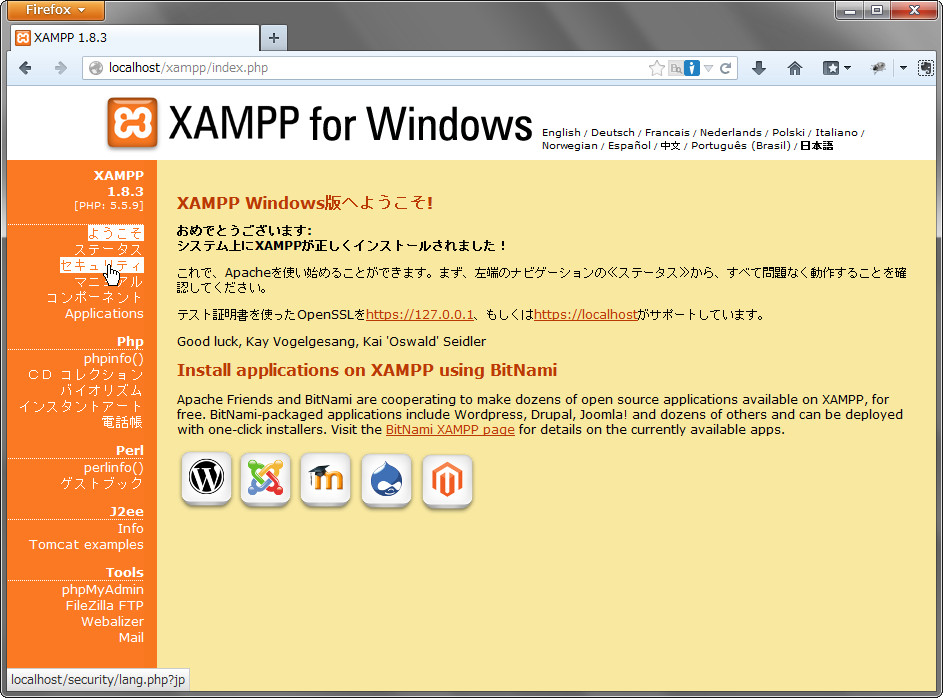 Firefox
XAMPP 1.8.3
localhost/xampp/index.php
XAMPP for Windows
English / Deutsch / Francais / Nederlands / Polski / Italiano /
Norwegian / Español / 中文 / Português (Brasil) / 日本語
XAMPP
1.8.3
[PHP: 5.5.9]
ようこそ
ステータス
セキュリティ
マニュアル
コンポーネント
Applications
Php
phpinfo()
ＣＤ コレクション
バイオリズム
インスタントアート
電話帳
Perl
perlinfo()
ゲストブック
J2ee
Info
Tomcat examples
Tools
phpMyAdmin
FileZilla FTP
Webalizer
Mail
XAMPP Windows版へようこそ!
おめでとうございます:
システム上にXAMPPが正しくインストールされました！
これで、Apacheを使い始めることができます。まず、左端のナビゲーションの≪ステータス≫から、すべて問題なく動作することを確
認してください。
テスト証明書を使ったOpenSSLをhttps://127.0.0.1、もしくはhttps://localhostがサポートしています。
Good luck, Kay Vogelgesang, Kai 'Oswald' Seidler
Install applications on XAMPP using BitNami
Apache Friends and BitNami are cooperating to make dozens of open source applications available on XAMPP, for
free. BitNami-packaged applications include Wordpress, Drupal, Joomla! and dozens of others and can be deployed
with one-click installers. Visit the BitNami XAMPP page for details on the currently available apps.
localhost/security/lang.php?jp